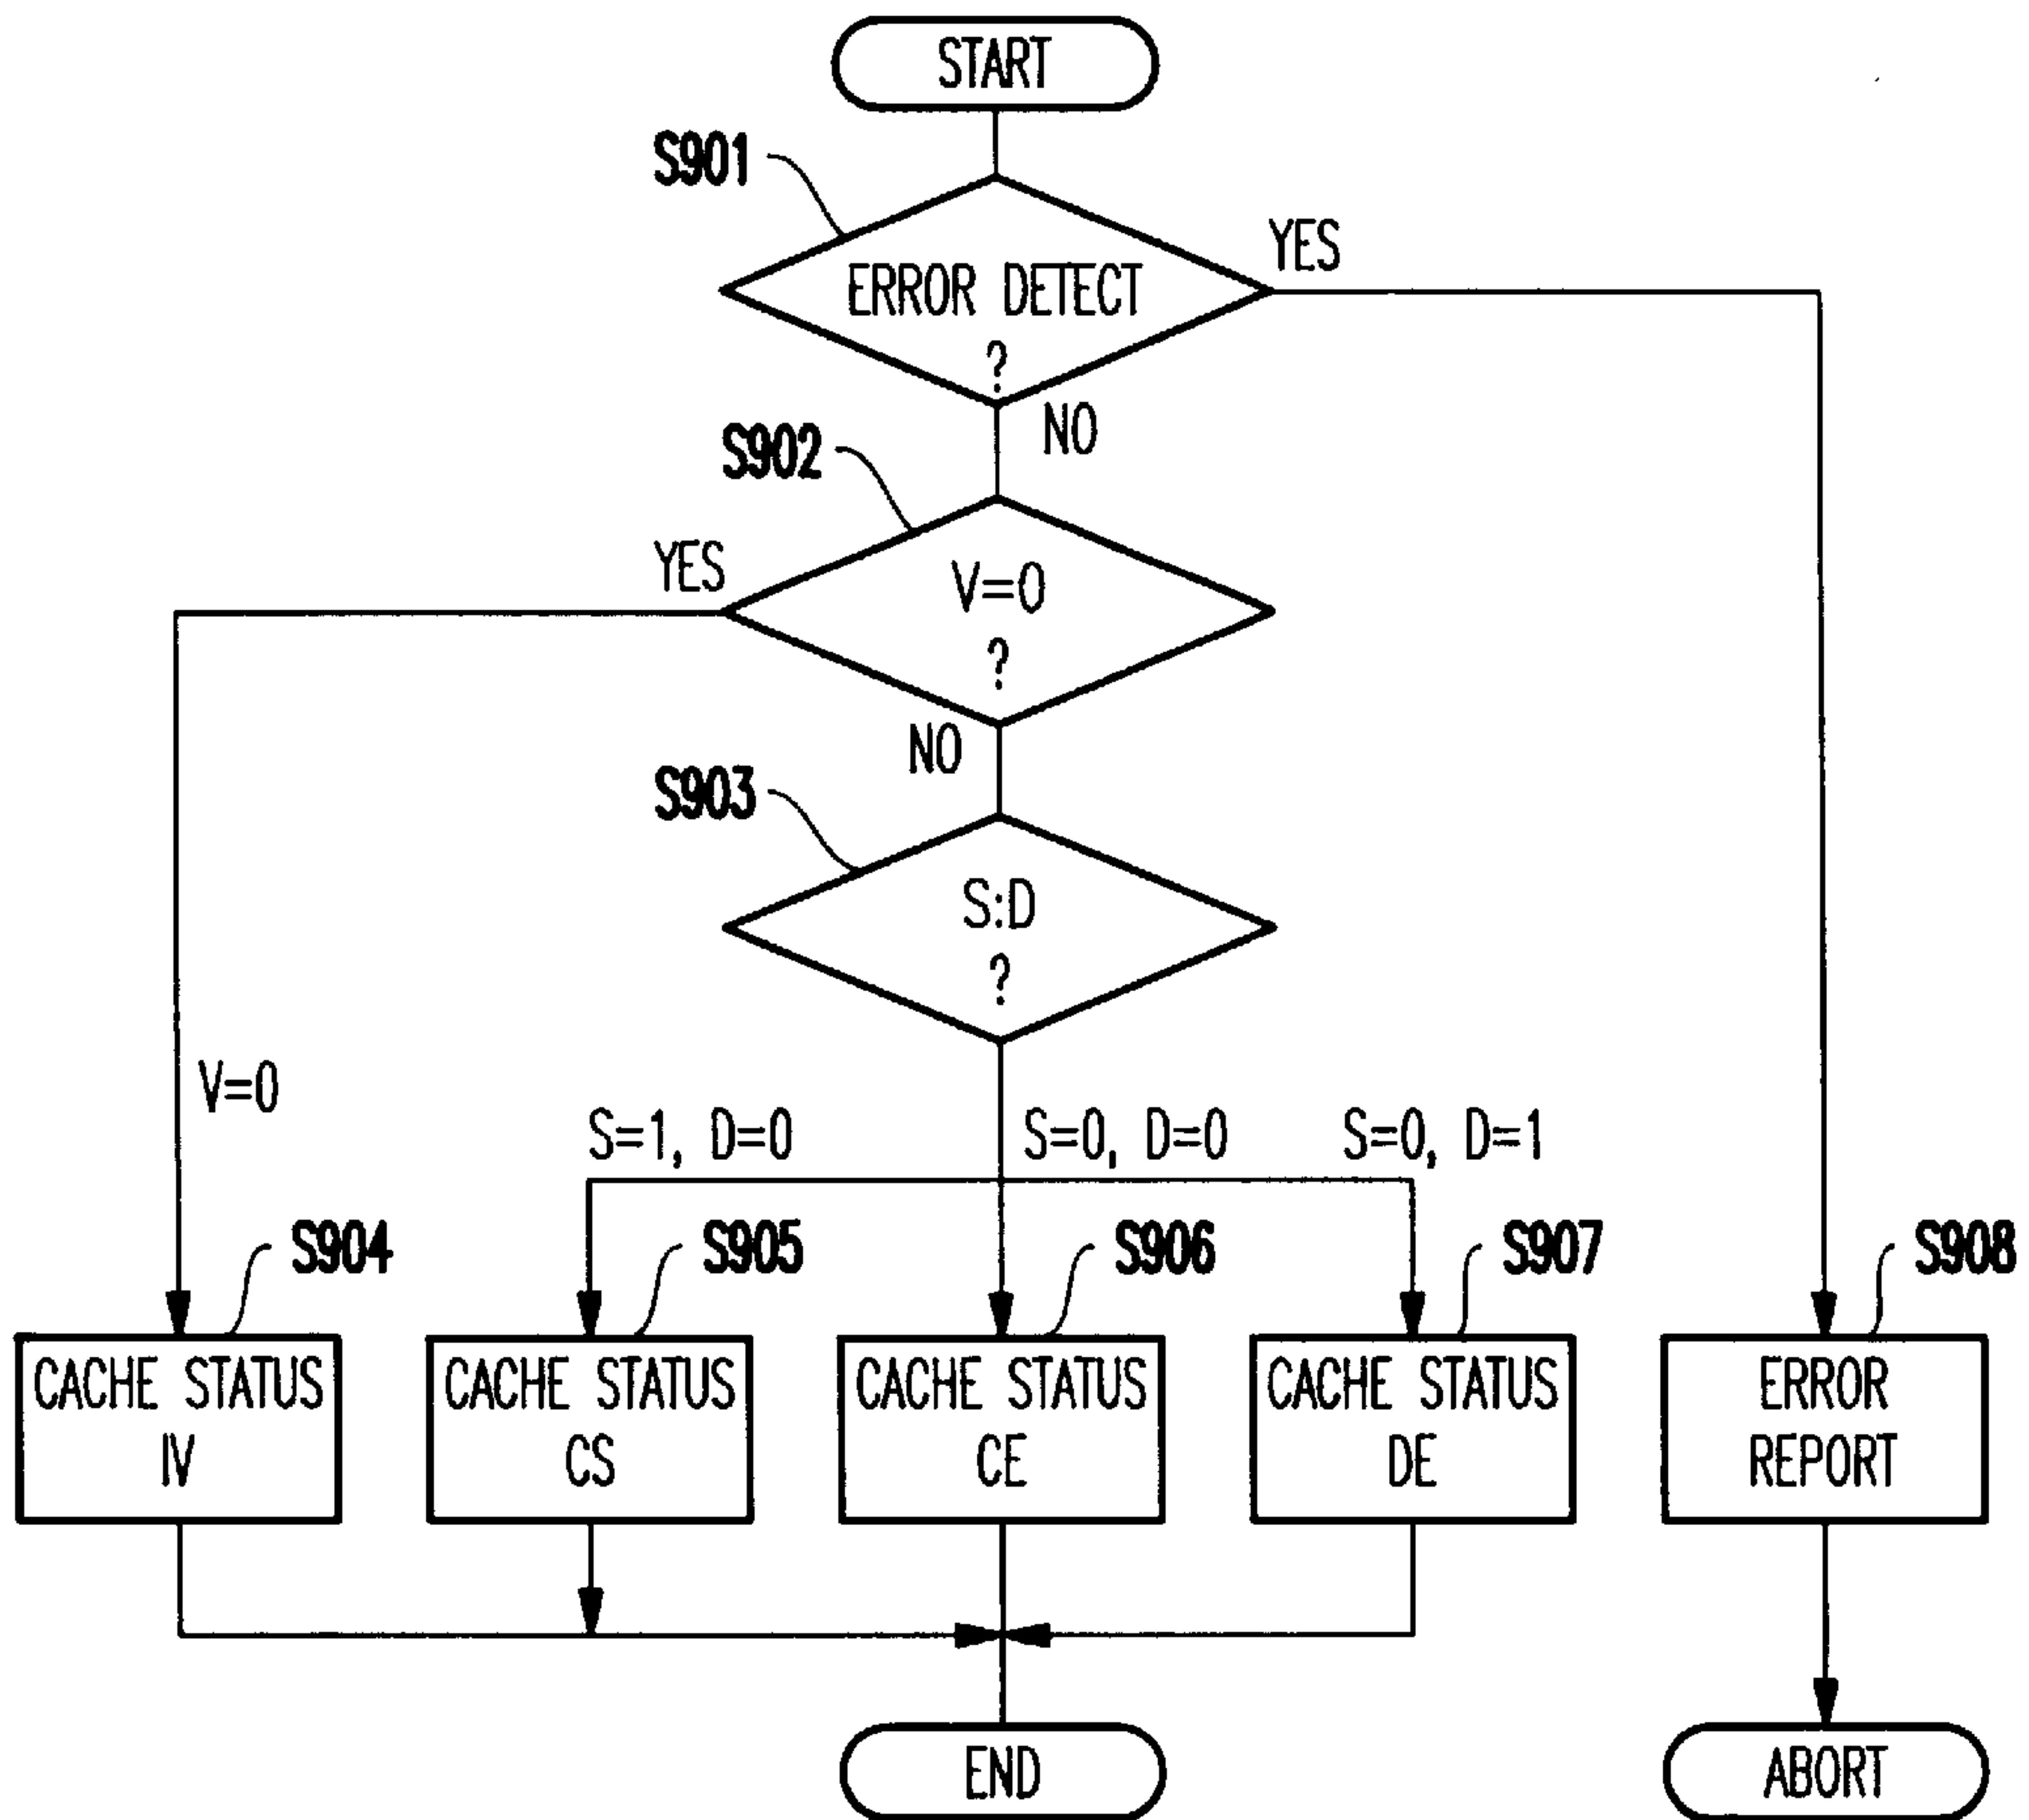 START
S901
YES
ERROR DETECT
?
NO
S902
YES
V=0
?
NO
S903
S:D
?
V=0
S=1, D=0
S=0, D=0
S=0, D=1
S904
S905
S906
S907
S908
CACHE STATUS
IV
CACHE STATUS
CS
CACHE STATUS
CE
CACHE STATUS
DE
ERROR
REPORT
END
ABORT